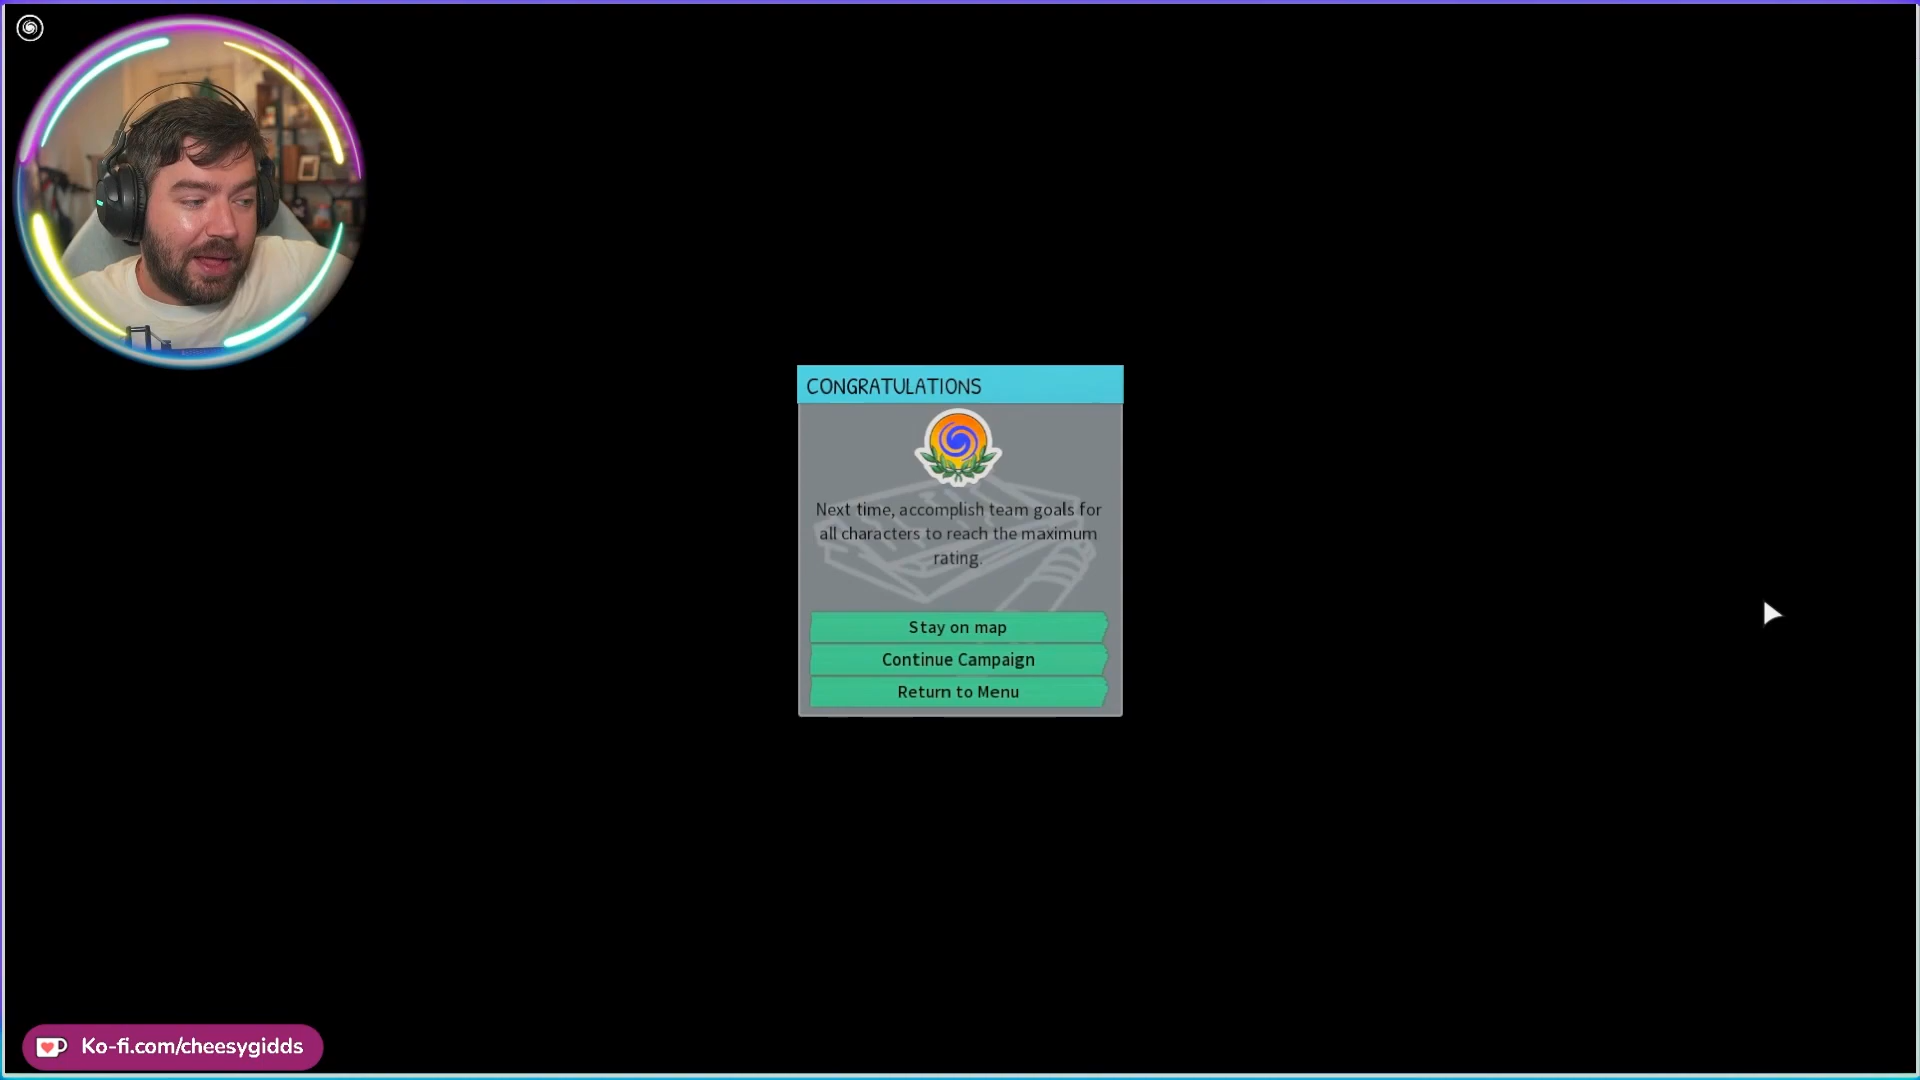 CONGRATULATIONS
Next time, accomplish team goals for
all characters to reach the maximum
rating.
Stay on map
Continue Campaign
Return to Menu
Ko-fi.com/cheesygidds